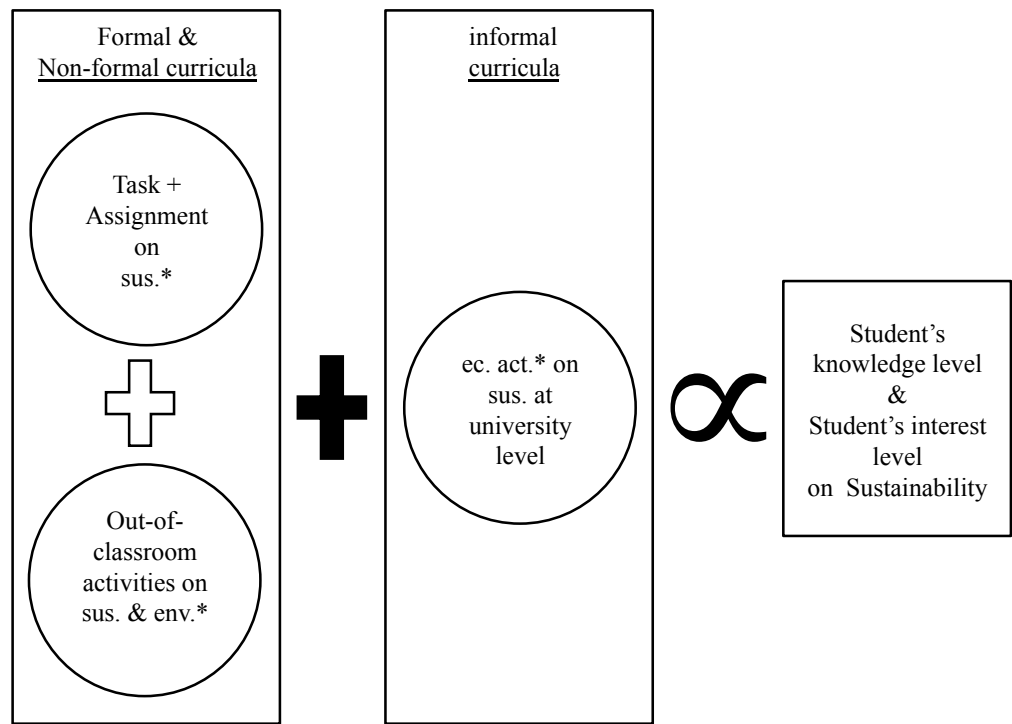 Formal &
Non-formal curricula
Task +
Assignment
on
sus.*
Out-of-
classroom
activities on
sus. & env.*
informal
curricula
ec. act.* on
sus. at
university
level
∝
Student’s
knowledge level
&
Student’s interest
level
on Sustainability